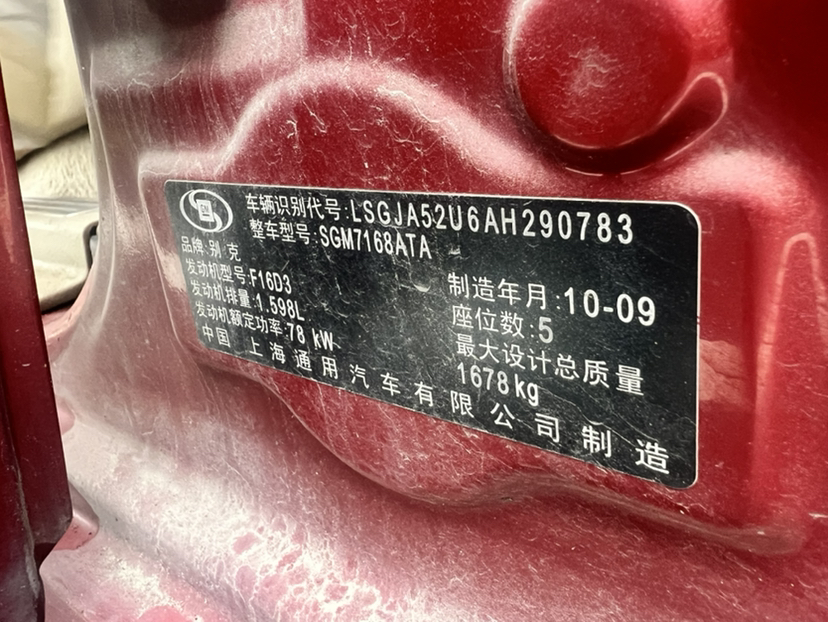 GM
车辆识别代号:LSGJA52U6AH290783
整车型号:SGM7168ATA
品牌:别克
发动机型号:F16D3
发动机排量:1.598L
发动机额定功率:78 kW
制造年月:10-09
座位数:5
最大设计总质量
1678kg
中国 上海通用汽车有限公司制造